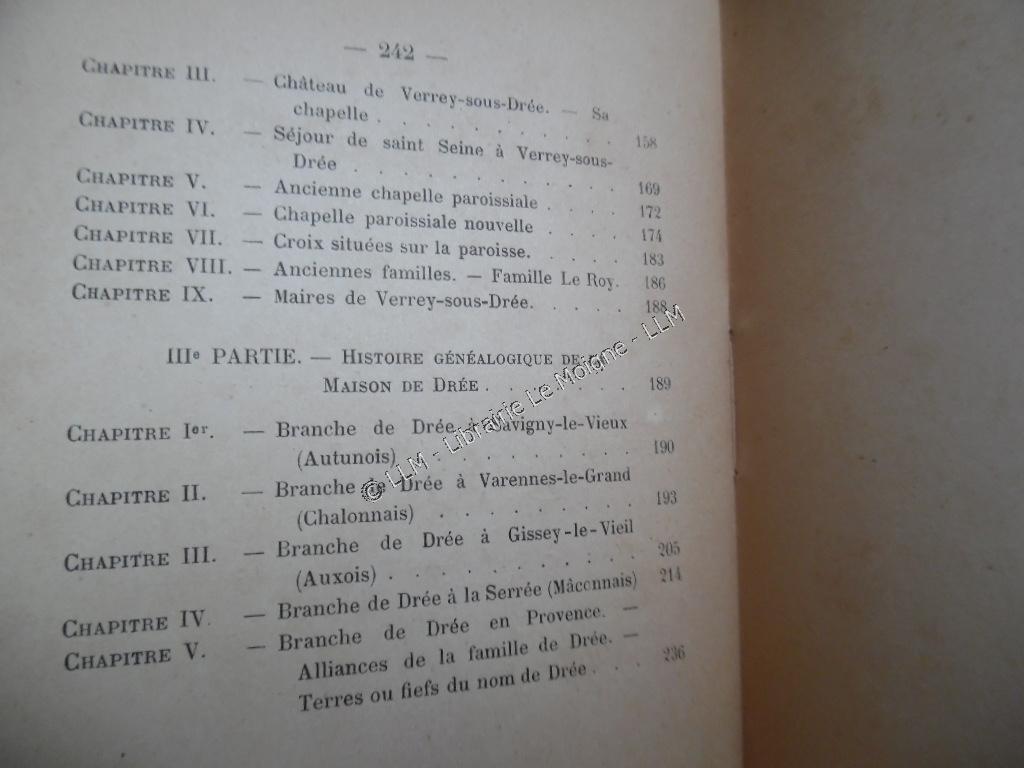 — 242 —
CHAPITRE III. — Château de Verrey-sous-Drée. — Sa
chapelle . . . . . . . . . . 158
CHAPITRE IV. — Séjour de saint Seine à Verrey-sous-
Drée . . . . . . . . . . . . 169
CHAPITRE V. — Ancienne chapelle paroissiale . . . . 172
CHAPITRE VI. — Chapelle paroissiale nouvelle . . . . 174
CHAPITRE VII. — Croix situées sur la paroisse. . . . . 183
CHAPITRE VIII. — Anciennes familles. — Famille Le Roy. 186
CHAPITRE IX. — Maires de Verrey-sous-Drée. . . . . 188
IIIe PARTIE. — HISTOIRE GÉNÉALOGIQUE DE
MAISON DE DRÉE . . . . . . 189
CHAPITRE Ier. — Branche de Drée à Savigny-le-Vieux
(Autunois) . . . . . . . . . 190
CHAPITRE II. — Branche de Drée à Varennes-le-Grand
(Chalonnais) . . . . . . . . 193
CHAPITRE III. — Branche de Drée à Gissey-le-Vieil
(Auxois) . . . . . . . . . . 205
CHAPITRE IV. — Branche de Drée à la Serrée (Mâconnais) 214
CHAPITRE V. — Branche de Drée en Provence. —
Alliances de la famille de Drée. —
Terres ou fiefs du nom de Drée . . . 236
© LLM - Librairie Le Moigne - LLM